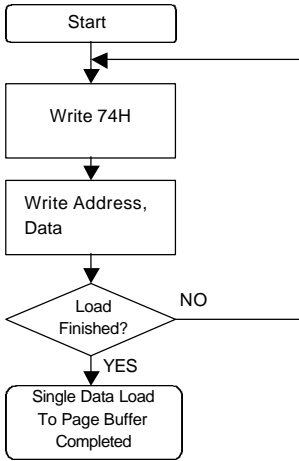 Start
Write 74H
Write Address,
Data
Load
Finished?
NO
YES
Single Data Load
To Page Buffer
Completed